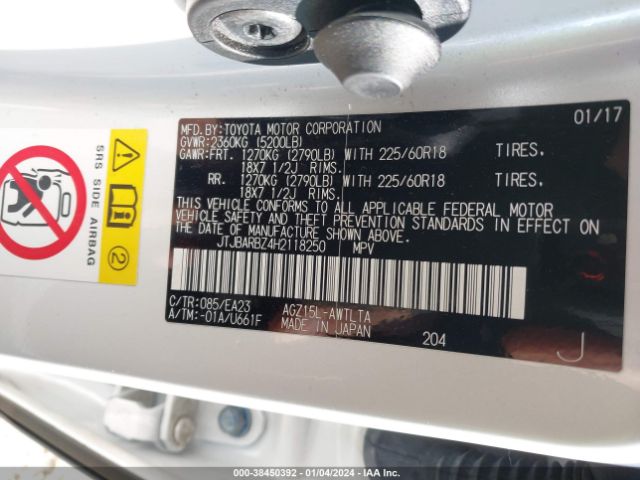 01/17
MFD.BY:TOYOTA MOTOR CORPORATION
GVWR:2360KG (5200LB)
GAWR:FRT. 1270KG (2790LB) WITH 225/60R18 TIRES.
18X7 1/2J RIMS.
RR. 1270KG (2790LB) WITH 225/60R18 TIRES.
18X7 1/2J RIMS.
THIS VEHICLE CONFORMS TO ALL APPLICABLE FEDERAL MOTOR
VEHICLE SAFETY AND THEFT PREVENTION STANDARDS IN EFFECT ON
THE DATE OF MANUFACTURE SHOWN ABOVE.
JTJBARBZ4H2118250 MPV
C/TR:085/EA23 AGZ15L-AWTLTA
A/TM:-01A/U661F MADE IN JAPAN 204 J
SRS SIDE AIRBAG
2
000-38450392 - 01/04/2024 - IAA Inc.